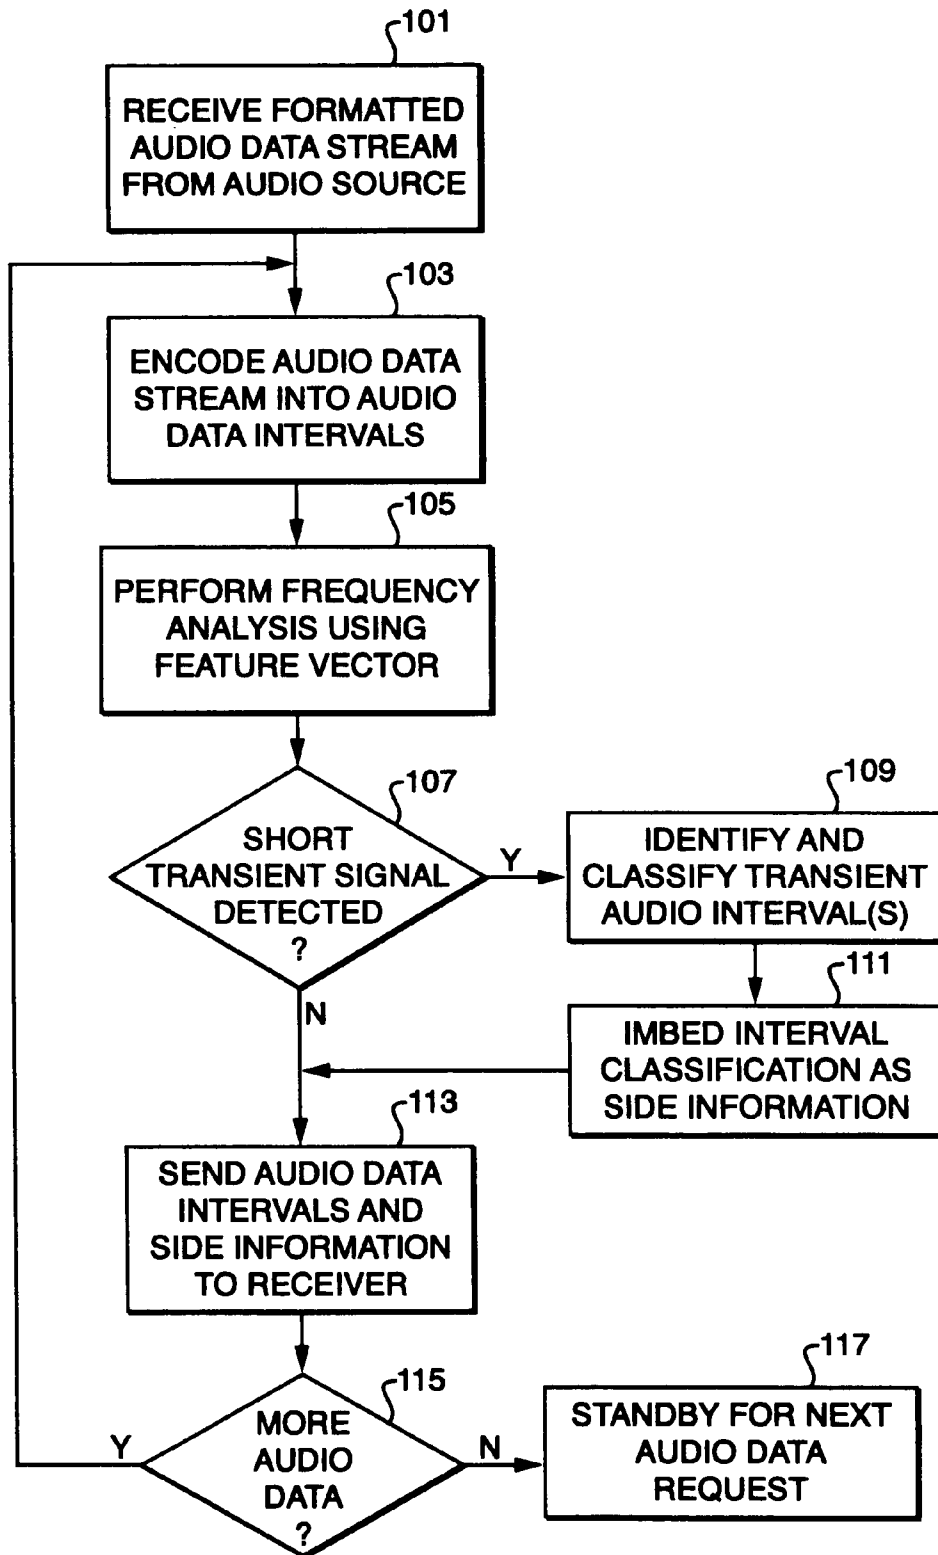 101
RECEIVE FORMATTED
AUDIO DATA STREAM
FROM AUDIO SOURCE
103
ENCODE AUDIO DATA
STREAM INTO AUDIO
DATA INTERVALS
105
PERFORM FREQUENCY
ANALYSIS USING
FEATURE VECTOR
107
SHORT
TRANSIENT SIGNAL
DETECTED
?
Y
109
IDENTIFY AND
CLASSIFY TRANSIENT
AUDIO INTERVAL(S)
111
IMBED INTERVAL
CLASSIFICATION AS
SIDE INFORMATION
N
113
SEND AUDIO DATA
INTERVALS AND
SIDE INFORMATION
TO RECEIVER
115
MORE
AUDIO
DATA
?
Y
N
117
STANDBY FOR NEXT
AUDIO DATA
REQUEST